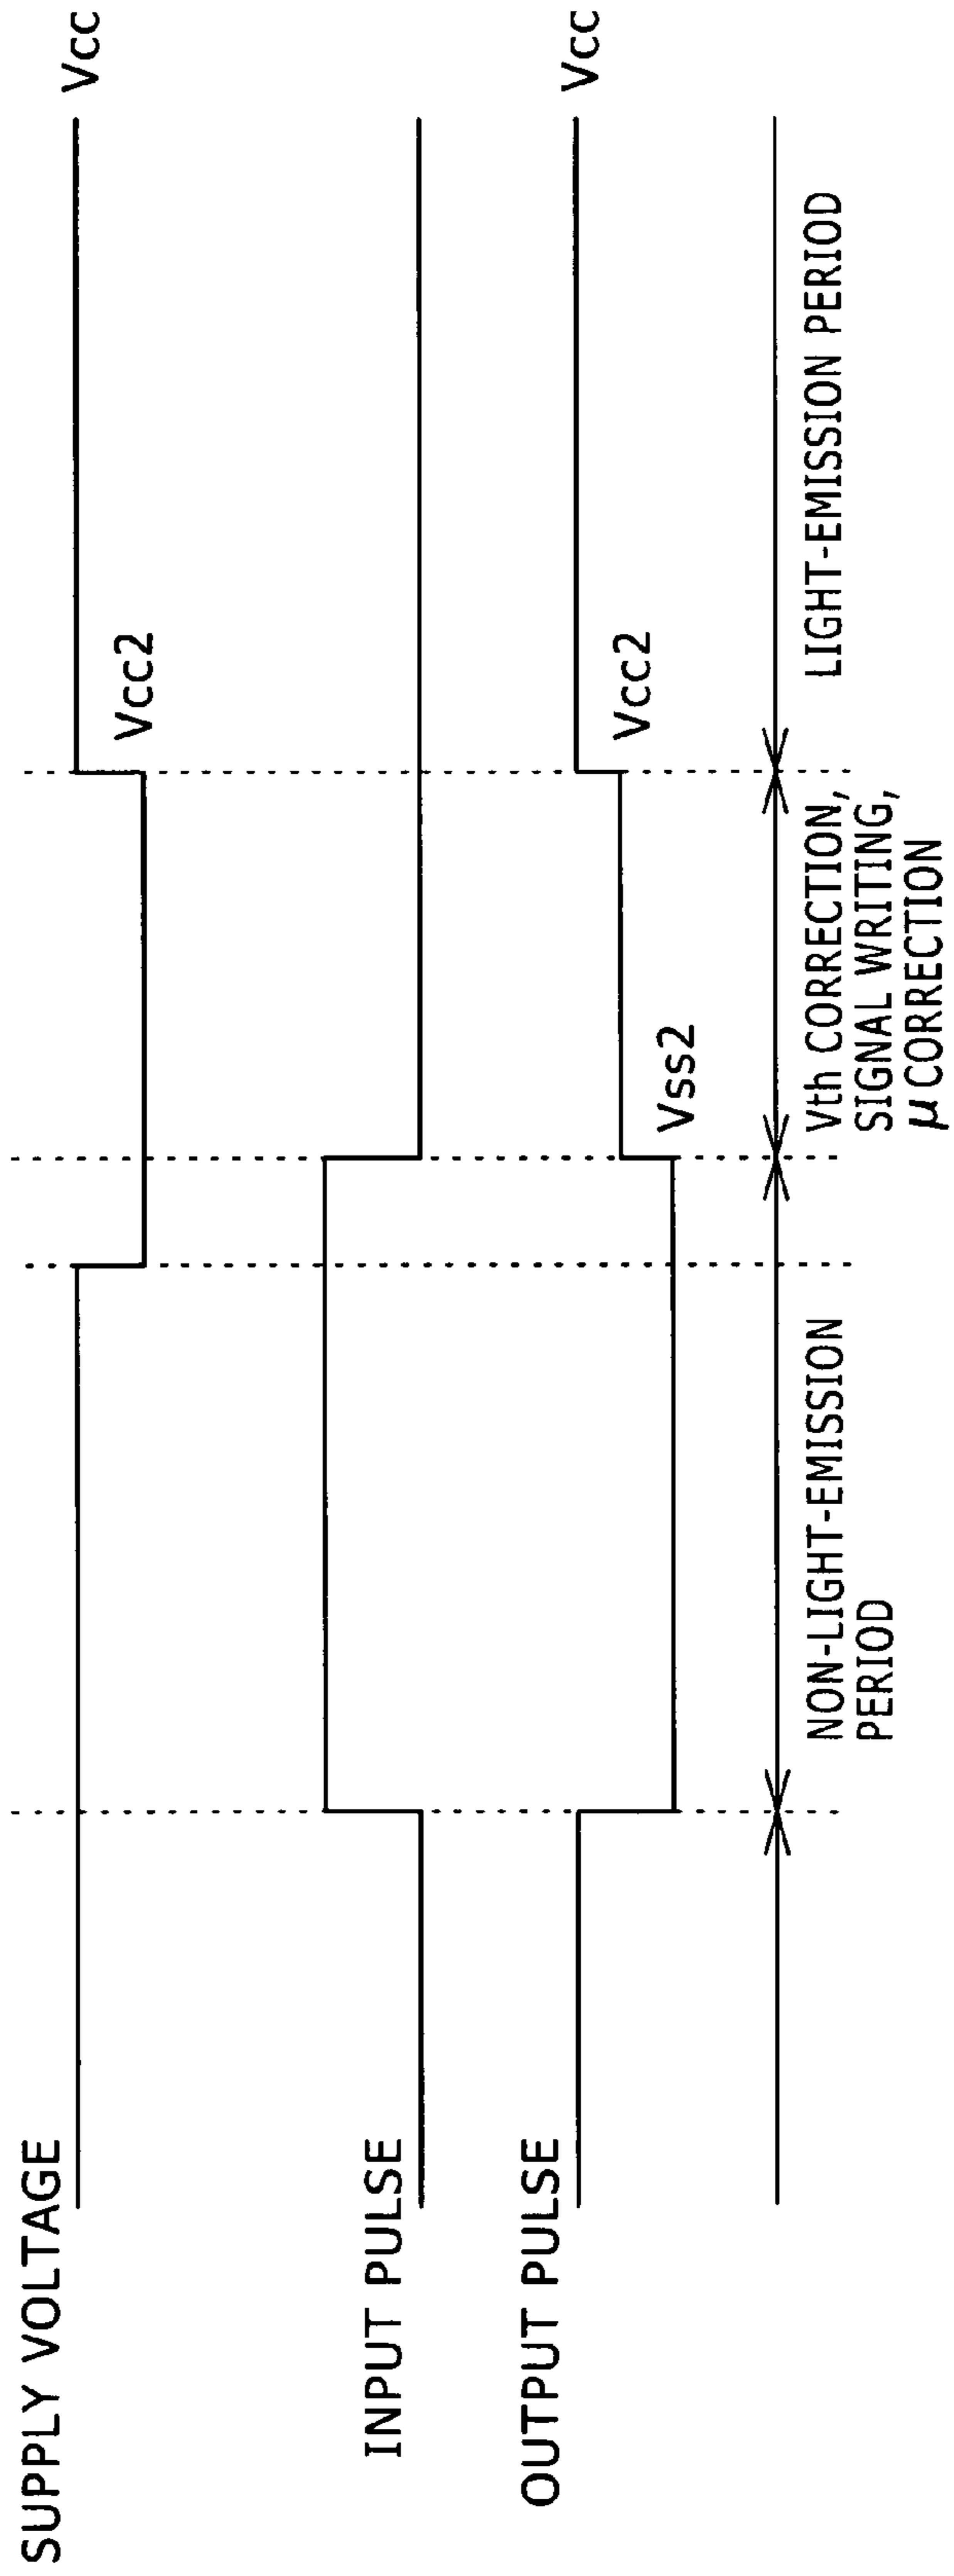 SUPPLY VOLTAGE
Vcc
Vcc2
INPUT PULSE
OUTPUT PULSE
Vcc
Vcc2
Vss2
NON-LIGHT-EMISSION
PERIOD
Vth CORRECTION,
SIGNAL WRITING,
μ CORRECTION
LIGHT-EMISSION PERIOD